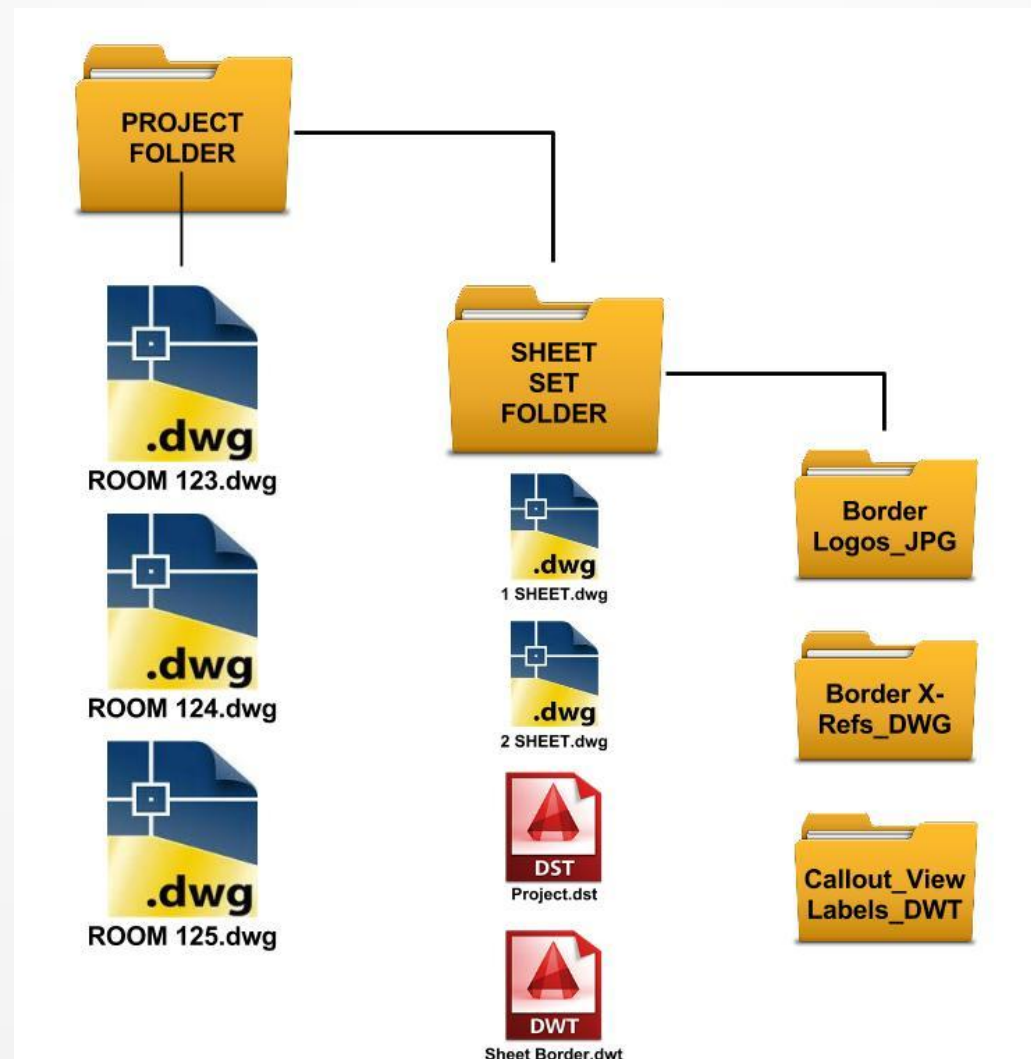 PROJECT
FOLDER
.dwg
ROOM 123.dwg
.dwg
ROOM 124.dwg
.dwg
ROOM 125.dwg
SHEET
SET
FOLDER
.dwg
1 SHEET.dwg
.dwg
2 SHEET.dwg
DST
Project.dst
DWT
Sheet Border.dwt
Border
Logos_JPG
Border X-
Refs_DWG
Callout_View
Labels_DWT